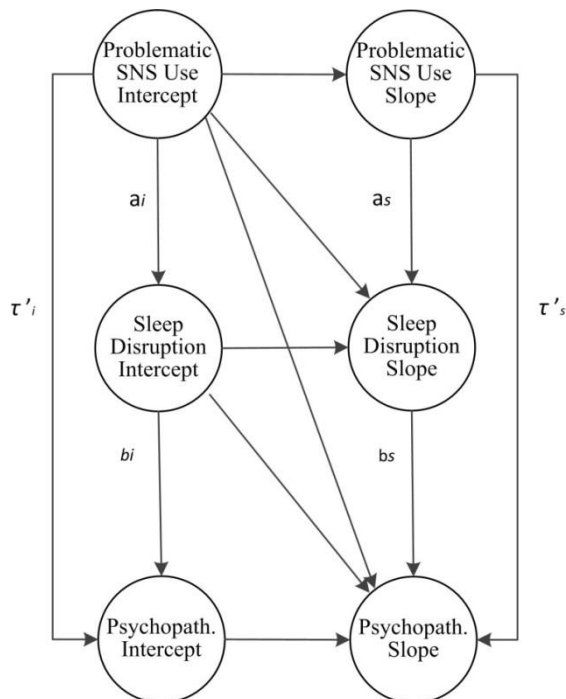 Problematic
SNS Use
Intercept
Problematic
SNS Use
Slope
ai
as
τ'i
τ's
Sleep
Disruption
Intercept
Sleep
Disruption
Slope
bi
bs
Psychopath.
Intercept
Psychopath.
Slope